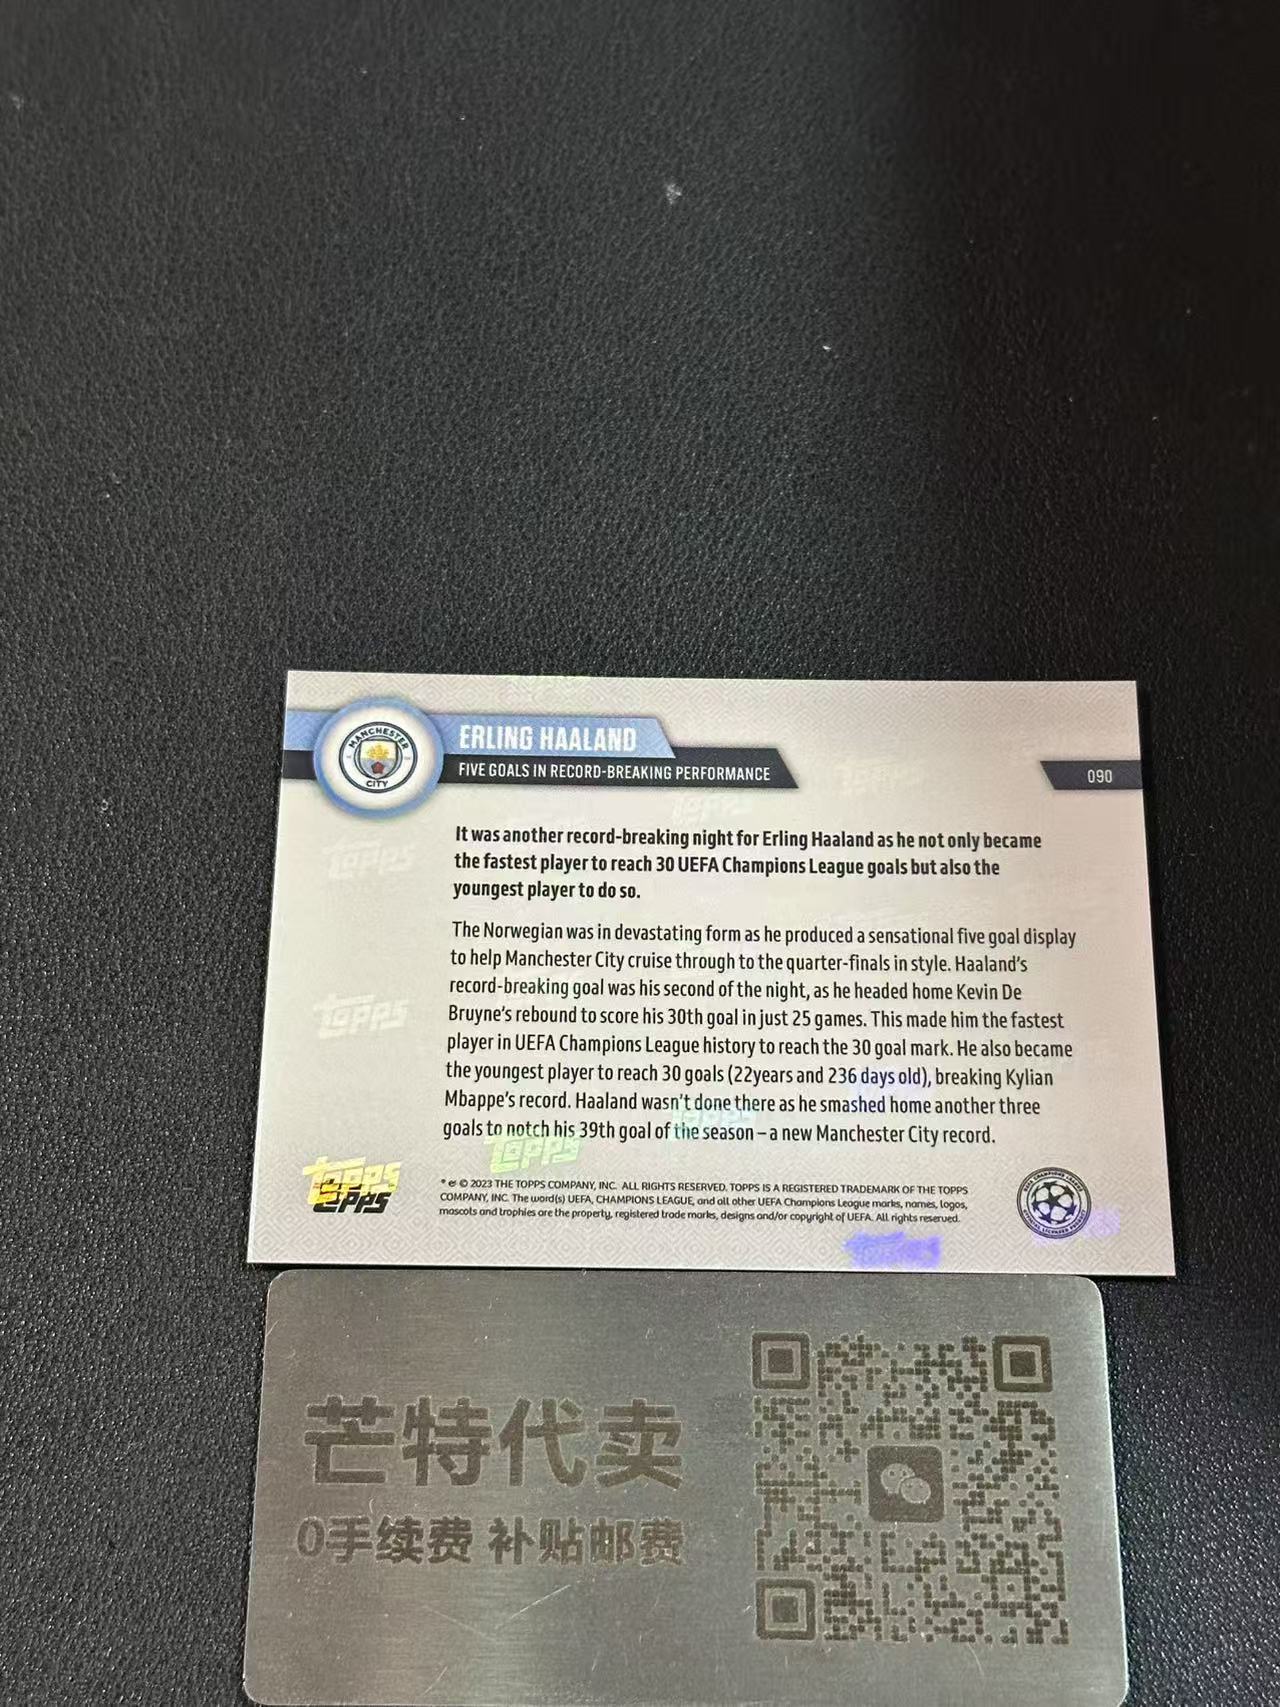 MANCHESTER
CITY
ERLING HAALAND
FIVE GOALS IN RECORD-BREAKING PERFORMANCE
090
It was another record-breaking night for Erling Haaland as he not only became
the fastest player to reach 30 UEFA Champions League goals but also the
youngest player to do so.
The Norwegian was in devastating form as he produced a sensational five goal display
to help Manchester City cruise through to the quarter-finals in style. Haaland's
record-breaking goal was his second of the night, as he headed home Kevin De
Bruyne's rebound to score his 30th goal in just 25 games. This made him the fastest
player in UEFA Champions League history to reach the 30 goal mark. He also became
the youngest player to reach 30 goals (22years and 236 days old), breaking Kylian
Mbappe's record. Haaland wasn't done there as he smashed home another three
goals to notch his 39th goal of the season – a new Manchester City record.
topps
topps
topps
topps
topps
topps
* & © 2023 THE TOPPS COMPANY, INC. ALL RIGHTS RESERVED. TOPPS IS A REGISTERED TRADEMARK OF THE TOPPS
COMPANY, INC. The word(s) UEFA, CHAMPIONS LEAGUE, and all other UEFA Champions League marks, names, logos,
mascots and trophies are the property, registered trade marks, designs and/or copyright of UEFA. All rights reserved.
芒特代卖
0手续费 补贴邮费